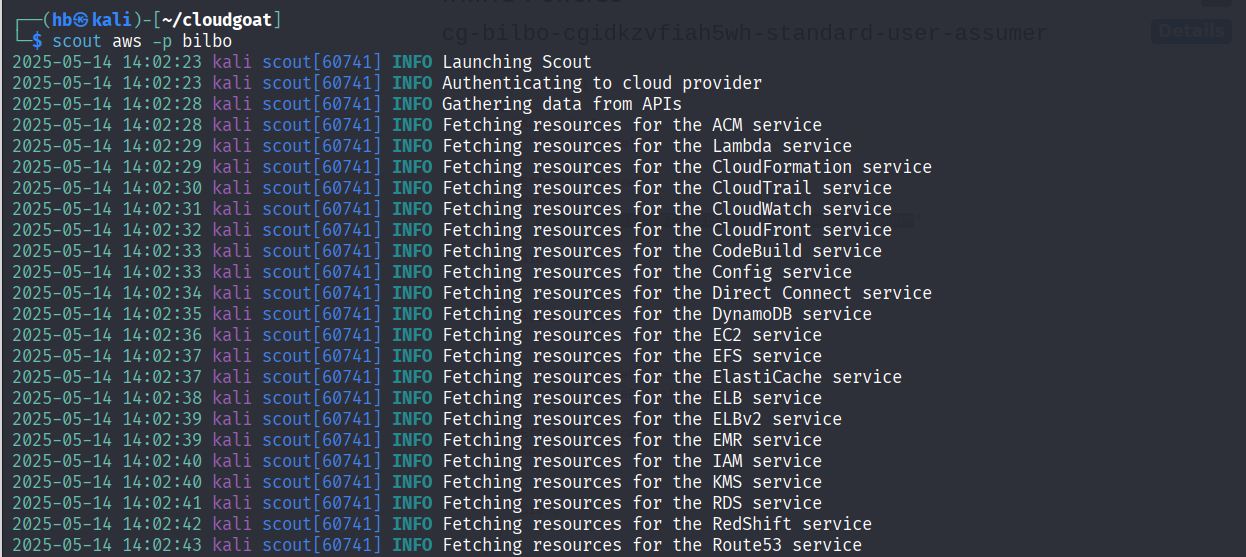 ┌──(hb㉿kali)-[~/cloudgoat]
└─$ scout aws -p bilbo
cg-bilbo-cgidkzvfiah5wh-standard-user-assumer
Details
2025-05-14 14:02:23 kali scout[60741] INFO Launching Scout
2025-05-14 14:02:23 kali scout[60741] INFO Authenticating to cloud provider
2025-05-14 14:02:28 kali scout[60741] INFO Gathering data from APIs
2025-05-14 14:02:28 kali scout[60741] INFO Fetching resources for the ACM service
2025-05-14 14:02:29 kali scout[60741] INFO Fetching resources for the Lambda service
2025-05-14 14:02:29 kali scout[60741] INFO Fetching resources for the CloudFormation service
2025-05-14 14:02:30 kali scout[60741] INFO Fetching resources for the CloudTrail service
2025-05-14 14:02:31 kali scout[60741] INFO Fetching resources for the CloudWatch service
2025-05-14 14:02:32 kali scout[60741] INFO Fetching resources for the CloudFront service
2025-05-14 14:02:33 kali scout[60741] INFO Fetching resources for the CodeBuild service
2025-05-14 14:02:33 kali scout[60741] INFO Fetching resources for the Config service
2025-05-14 14:02:34 kali scout[60741] INFO Fetching resources for the Direct Connect service
2025-05-14 14:02:35 kali scout[60741] INFO Fetching resources for the DynamoDB service
2025-05-14 14:02:36 kali scout[60741] INFO Fetching resources for the EC2 service
2025-05-14 14:02:37 kali scout[60741] INFO Fetching resources for the EFS service
2025-05-14 14:02:37 kali scout[60741] INFO Fetching resources for the ElastiCache service
2025-05-14 14:02:38 kali scout[60741] INFO Fetching resources for the ELB service
2025-05-14 14:02:39 kali scout[60741] INFO Fetching resources for the ELBv2 service
2025-05-14 14:02:39 kali scout[60741] INFO Fetching resources for the EMR service
2025-05-14 14:02:40 kali scout[60741] INFO Fetching resources for the IAM service
2025-05-14 14:02:40 kali scout[60741] INFO Fetching resources for the KMS service
2025-05-14 14:02:41 kali scout[60741] INFO Fetching resources for the RDS service
2025-05-14 14:02:42 kali scout[60741] INFO Fetching resources for the RedShift service
2025-05-14 14:02:43 kali scout[60741] INFO Fetching resources for the Route53 service